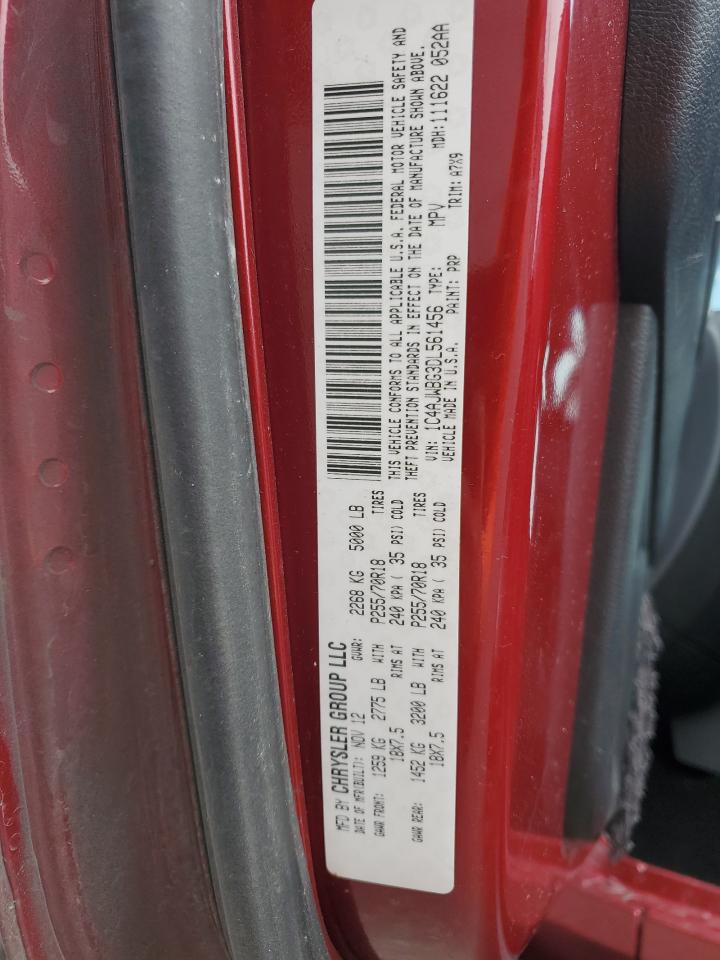 MFD BY CHRYSLER GROUP LLC
DATE OF MFR(BUILT): NOV 12 GVWR: 2268 KG 5000 LB
GAWR FRONT: 1259 KG 2775 LB WITH P255/70R18 TIRES
18X7.5 RIMS AT 240 KPA ( 35 PSI) COLD
GAWR REAR: 1452 KG 3200 LB WITH P255/70R18 TIRES
18X7.5 RIMS AT 240 KPA ( 35 PSI) COLD
THIS VEHICLE CONFORMS TO ALL APPLICABLE U.S.A. FEDERAL MOTOR VEHICLE SAFETY AND
THEFT PREVENTION STANDARDS IN EFFECT ON THE DATE OF MANUFACTURE SHOWN ABOVE.
VIN: 1C4AJWBG3DL561456 TYPE: MPV MDH: 111622 052AA
VEHICLE MADE IN U.S.A. PAINT: PRP TRIM: A7X9